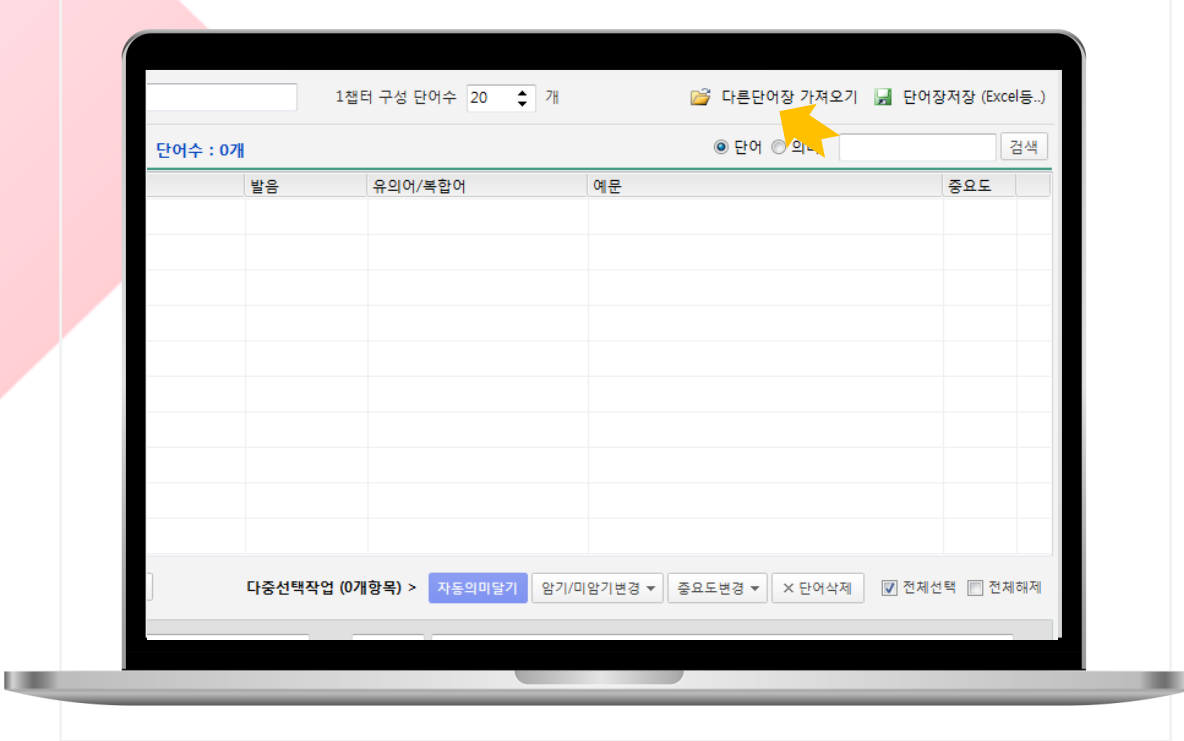 1챕터 구성 단어수 20 개 다른단어장 가져오기 단어장저장 (Excel등..)
단어수 : 0개 단어 검색
발음 유의어/복합어 예문 중요도
다중선택작업 (0개항목) > 자동의미달기 암기/미암기변경 중요도변경 × 단어삭제 전체선택 전체해제